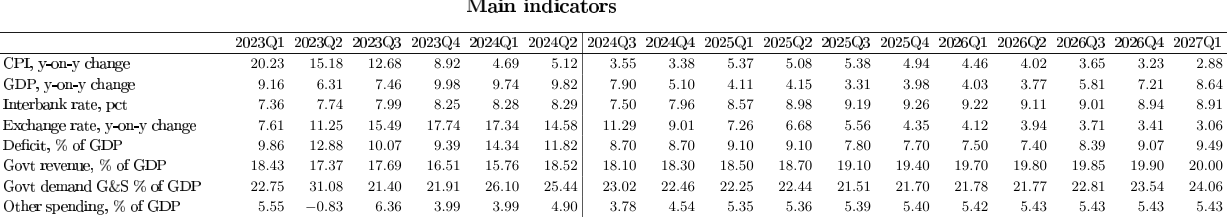 Main indicators
2023Q1 2023Q2 2023Q3 2023Q4 2024Q1 2024Q2 2024Q3 2024Q4 2025Q1 2025Q2 2025Q3 2025Q4 2026Q1 2026Q2 2026Q3 2026Q4 2027Q1
CPI, y-on-y change 20.23 15.18 12.68 8.92 4.69 5.12 3.55 3.38 5.37 5.08 5.38 4.94 4.46 4.02 3.65 3.23 2.88
GDP, y-on-y change 9.16 6.31 7.46 9.98 9.74 9.82 7.90 5.10 4.11 4.15 3.31 3.98 4.03 3.77 5.81 7.21 8.64
Interbank rate, pct 7.36 7.74 7.99 8.25 8.28 8.29 7.50 7.96 8.57 8.98 9.19 9.26 9.22 9.11 9.01 8.94 8.91
Exchange rate, y-on-y change 7.61 11.25 15.49 17.74 17.34 14.58 11.29 9.01 7.26 6.68 5.56 4.35 4.12 3.94 3.71 3.41 3.06
Deficit, % of GDP 9.86 12.88 10.07 9.39 14.34 11.82 8.70 8.70 9.10 9.10 7.80 7.70 7.50 7.40 8.39 9.07 9.49
Govt revenue, % of GDP 18.43 17.37 17.69 16.51 15.76 18.52 18.10 18.30 18.50 18.70 19.10 19.40 19.70 19.80 19.85 19.90 20.00
Govt demand G&S % of GDP 22.75 31.08 21.40 21.91 26.10 25.44 23.02 22.46 22.25 22.44 21.51 21.70 21.78 21.77 22.81 23.54 24.06
Other spending, % of GDP 5.55 −0.83 6.36 3.99 3.99 4.90 3.78 4.54 5.35 5.36 5.39 5.40 5.42 5.43 5.43 5.43 5.43